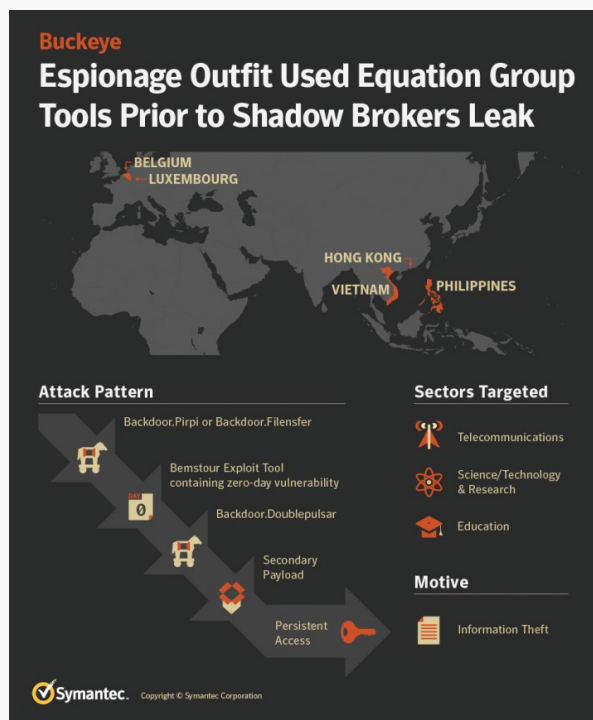 Buckeye
Espionage Outfit Used Equation Group
Tools Prior to Shadow Brokers Leak
BELGIUM
LUXEMBOURG
HONG KONG
VIETNAM
PHILIPPINES
Attack Pattern
Backdoor.Pirpi or Backdoor.Filensfer
Bemstour Exploit Tool
containing zero-day vulnerability
DAY
0
Backdoor.Doublepulsar
Secondary
Payload
Persistent
Access
Sectors Targeted
Telecommunications
Science/Technology
& Research
Education
Motive
Information Theft
Symantec. Copyright © Symantec Corporation